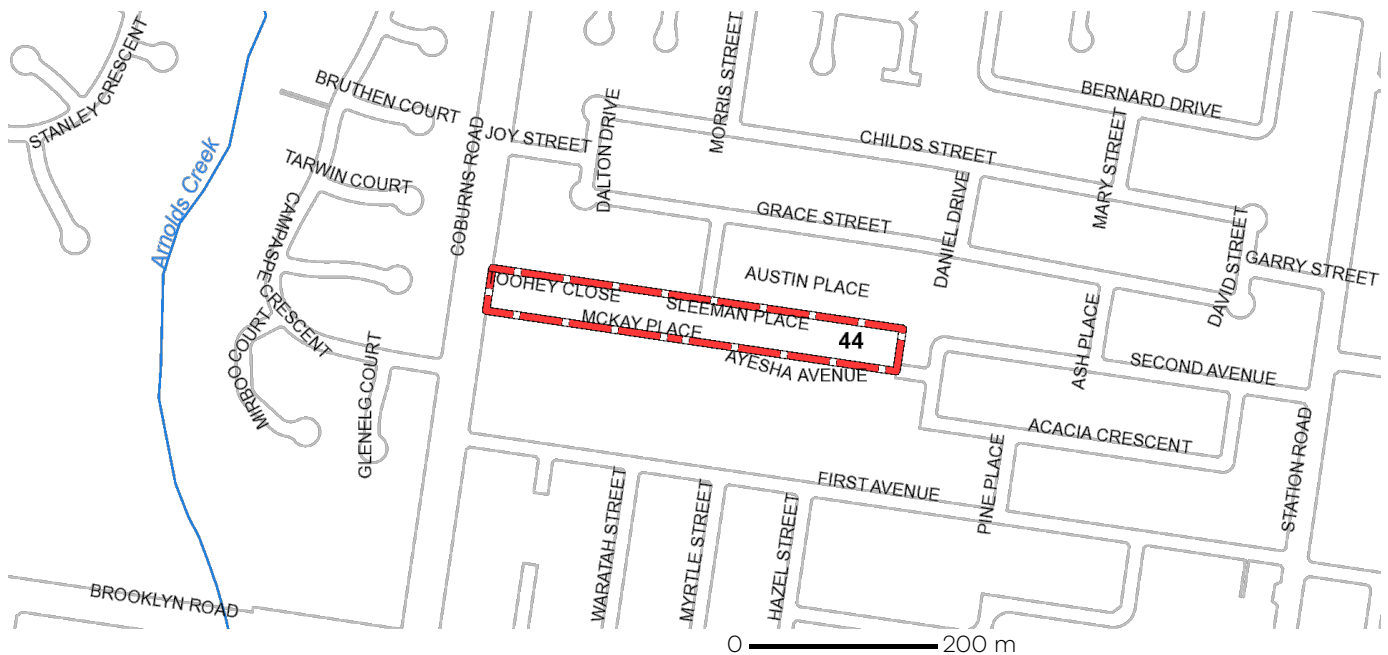 STANLEY CRESCENT
Arnolds Creek
BRUTHEN COURT
TARWIN COURT
CAMPASPE CRESCENT
MIRBOO COURT
GLENELG COURT
COBURNS ROAD
JOY STREET
DALTON DRIVE
MORRIS STREET
BERNARD DRIVE
CHILDS STREET
MARY STREET
GRACE STREET
DANIEL DRIVE
DAVID STREET
GARRY STREET
AUSTIN PLACE
OOHEY CLOSE
SLEEMAN PLACE
MCKAY PLACE
44
AYESHA AVENUE
ASH PLACE
SECOND AVENUE
ACACIA CRESCENT
PINE PLACE
STATION ROAD
FIRST AVENUE
WARATAH STREET
MYRTLE STREET
HAZEL STREET
BROOKLYN ROAD
0 200 m